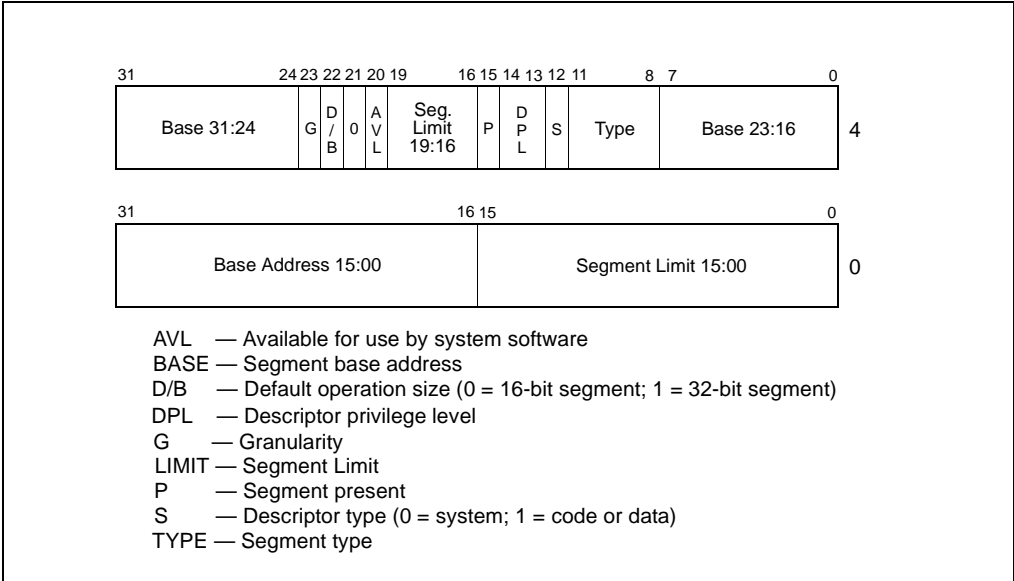 31 24 23 22 21 20 19 16 15 14 13 12 11 8 7 0
Base 31:24 G D/B 0 AVL Seg. Limit 19:16 P DPL S Type Base 23:16 4
31 16 15 0
Base Address 15:00 Segment Limit 15:00 0
AVL — Available for use by system software
BASE — Segment base address
D/B — Default operation size (0 = 16-bit segment; 1 = 32-bit segment)
DPL — Descriptor privilege level
G — Granularity
LIMIT — Segment Limit
P — Segment present
S — Descriptor type (0 = system; 1 = code or data)
TYPE — Segment type